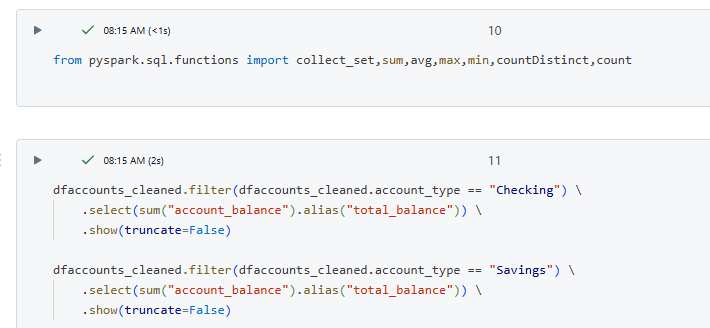 08:15 AM (<1s) 10
from pyspark.sql.functions import collect_set,sum,avg,max,min,countDistinct,count
08:15 AM (2s) 11
dfaccounts_cleaned.filter(dfaccounts_cleaned.account_type == "Checking") \
    .select(sum("account_balance").alias("total_balance")) \
    .show(truncate=False)
dfaccounts_cleaned.filter(dfaccounts_cleaned.account_type == "Savings") \
    .select(sum("account_balance").alias("total_balance")) \
    .show(truncate=False)